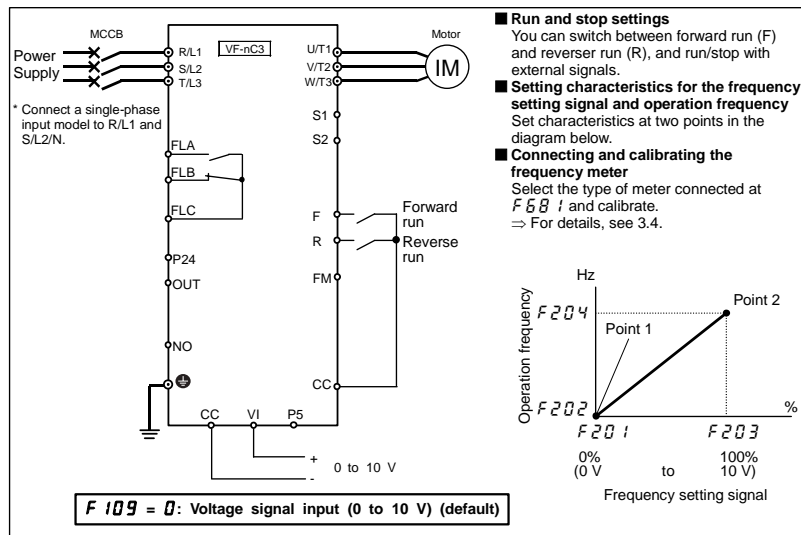 MCCB
Power
Supply
R/L1
S/L2
T/L3
VF-nC3
U/T1
V/T2
W/T3
Motor
IM
* Connect a single-phase
input model to R/L1 and
S/L2/N.
S1
S2
FLA
FLB
FLC
F
R
Forward
run
Reverse
run
P24
OUT
FM
NO
CC
CC
VI
P5
+
-
0 to 10 V
F109 = 0: Voltage signal input (0 to 10 V) (default)
■ Run and stop settings
You can switch between forward run (F)
and reverser run (R), and run/stop with
external signals.
■ Setting characteristics for the frequency
setting signal and operation frequency
Set characteristics at two points in the
diagram below.
■ Connecting and calibrating the
frequency meter
Select the type of meter connected at
F681 and calibrate.
⇒ For details, see 3.4.
Hz
Operation frequency
F204
Point 1
Point 2
F202
%
F201
F203
0%
100%
(0 V to 10 V)
Frequency setting signal